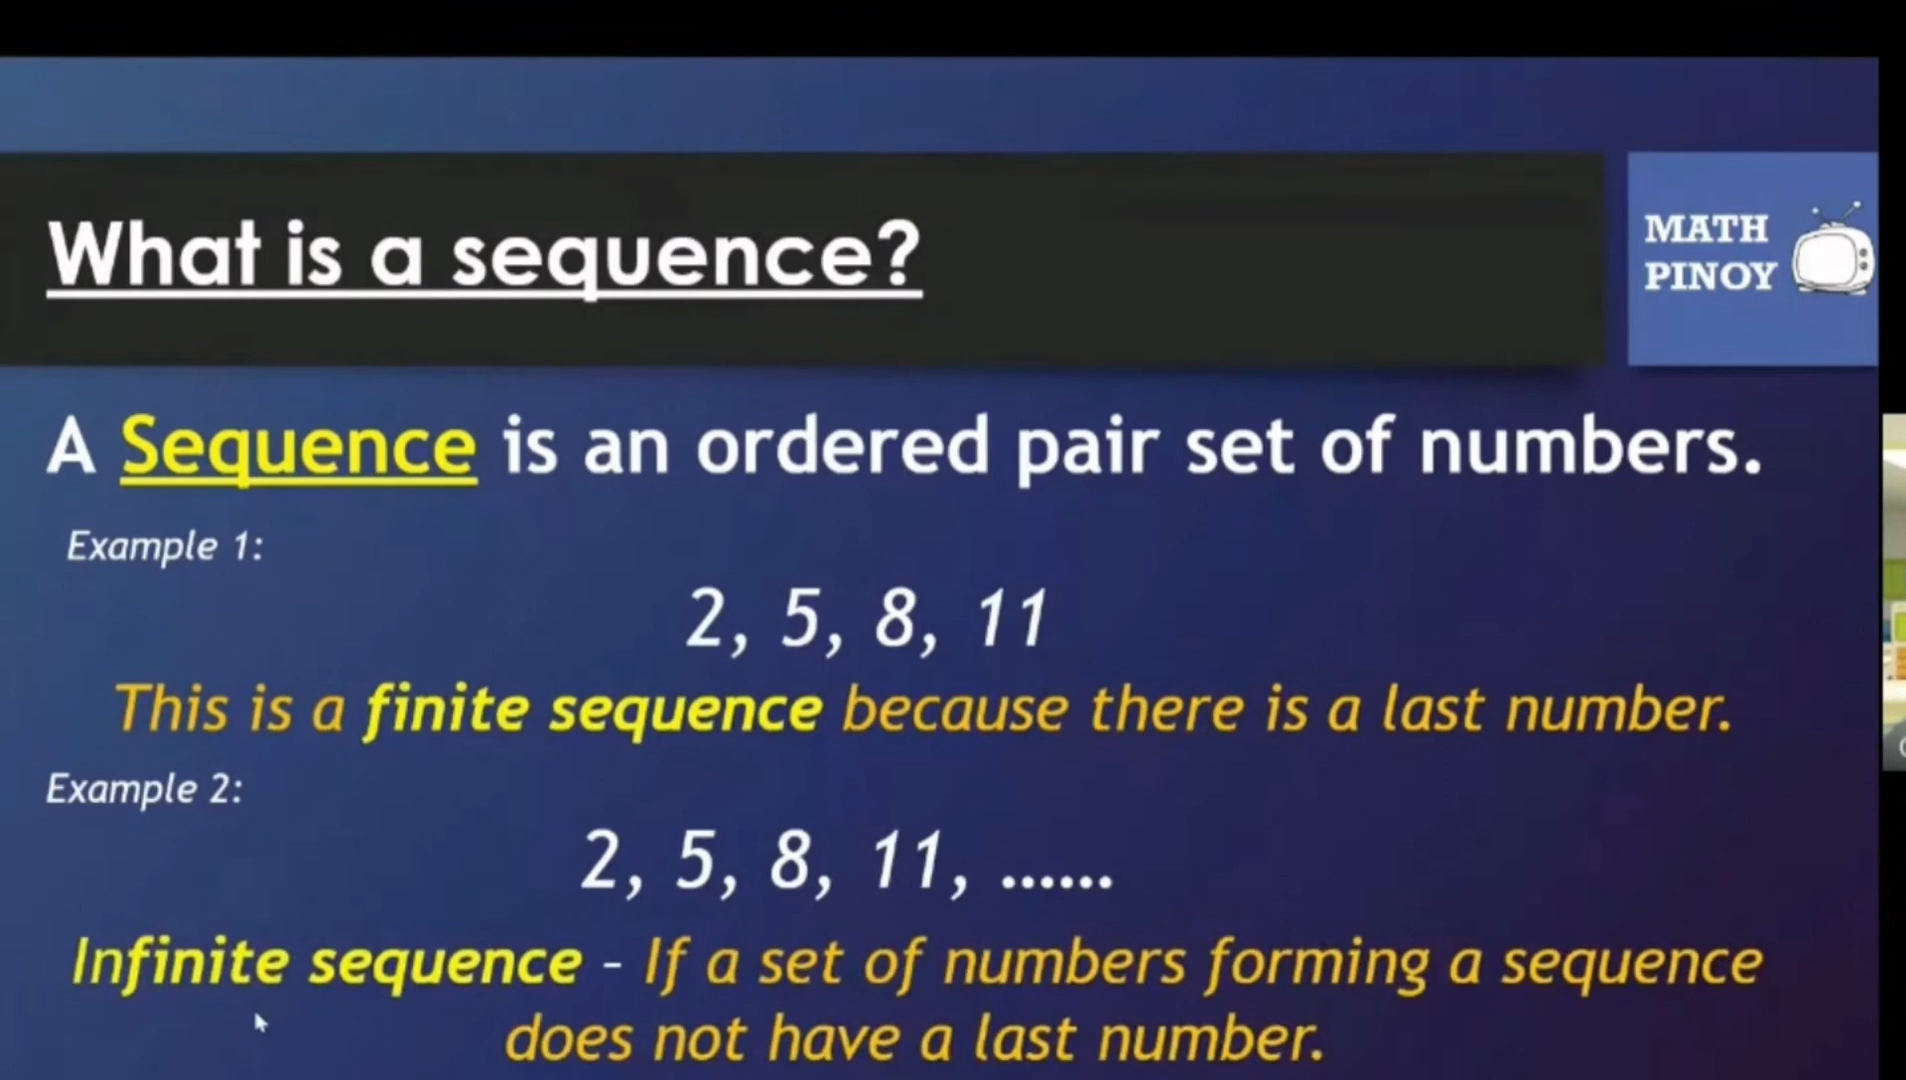 What is a sequence?
MATH
PINOY
A Sequence is an ordered pair set of numbers.
Example 1:
2, 5, 8, 11
This is a finite sequence because there is a last number.
Example 2:
2, 5, 8, 11, ......
Infinite sequence – If a set of numbers forming a sequence
does not have a last number.